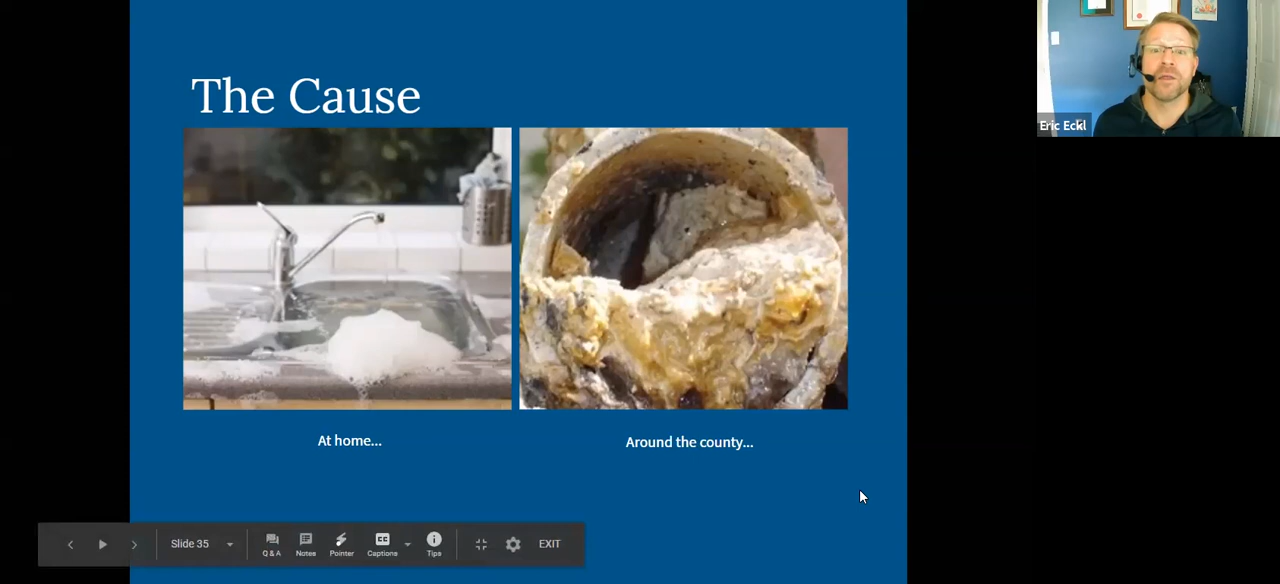 The Cause
Eric Eckl
At home...
Around the county...
Slide 35
Q & A
Notes
Pointer
Captions
Tips
EXIT